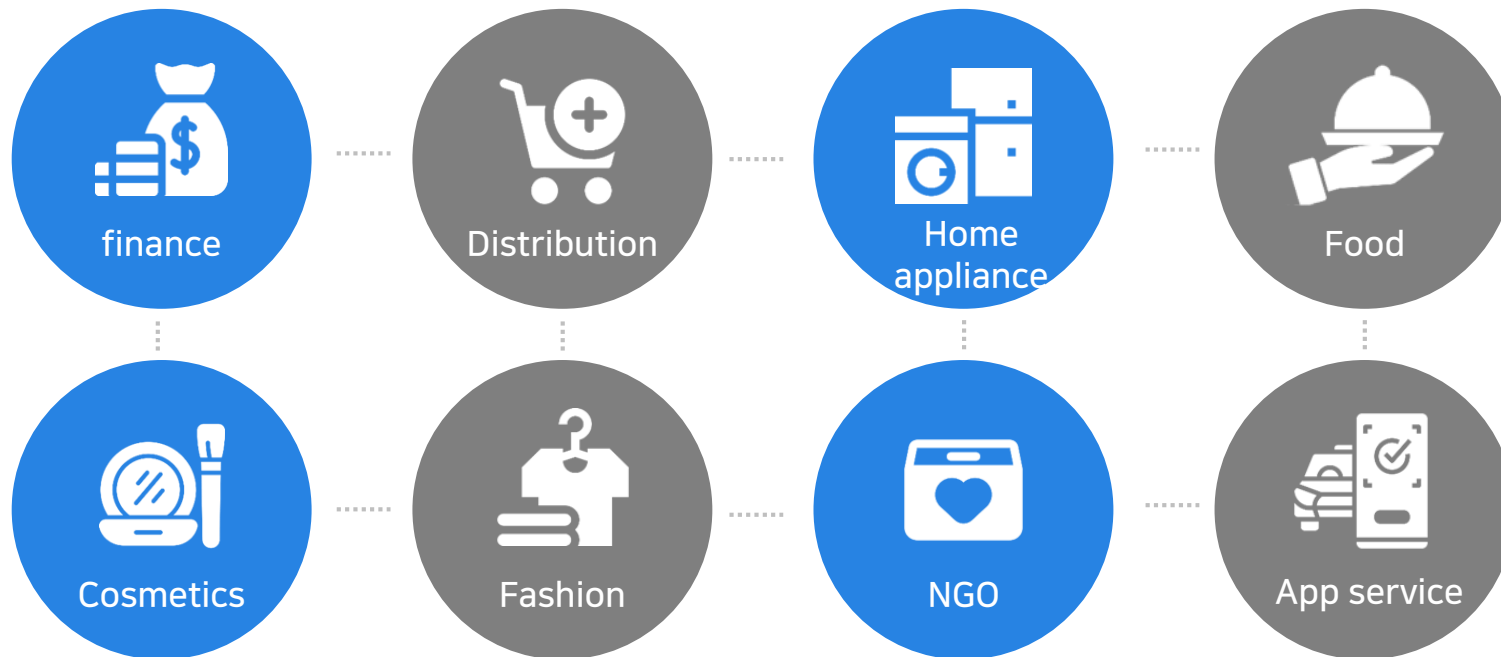 finance
Distribution
Home
appliance
Food
Cosmetics
Fashion
NGO
App service